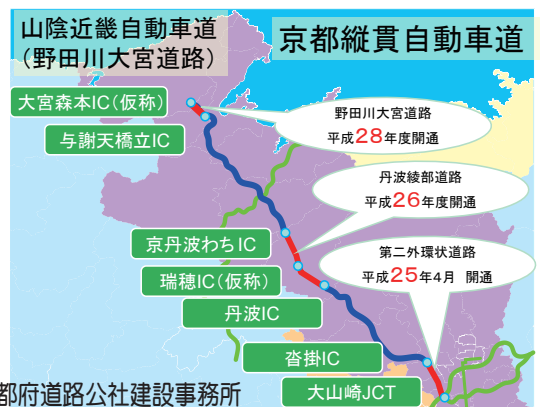 山陰近畿自動車道
(野田川大宮道路)
京都縦貫自動車道
大宮森本IC(仮称)
与謝天橋立IC
野田川大宮道路
平成28年度開通
丹波綾部道路
平成26年度開通
京丹波わちIC
第二外環状道路
平成25年4月 開通
瑞穂IC(仮称)
丹波IC
沓掛IC
大山崎JCT
都府道路公社建設事務所